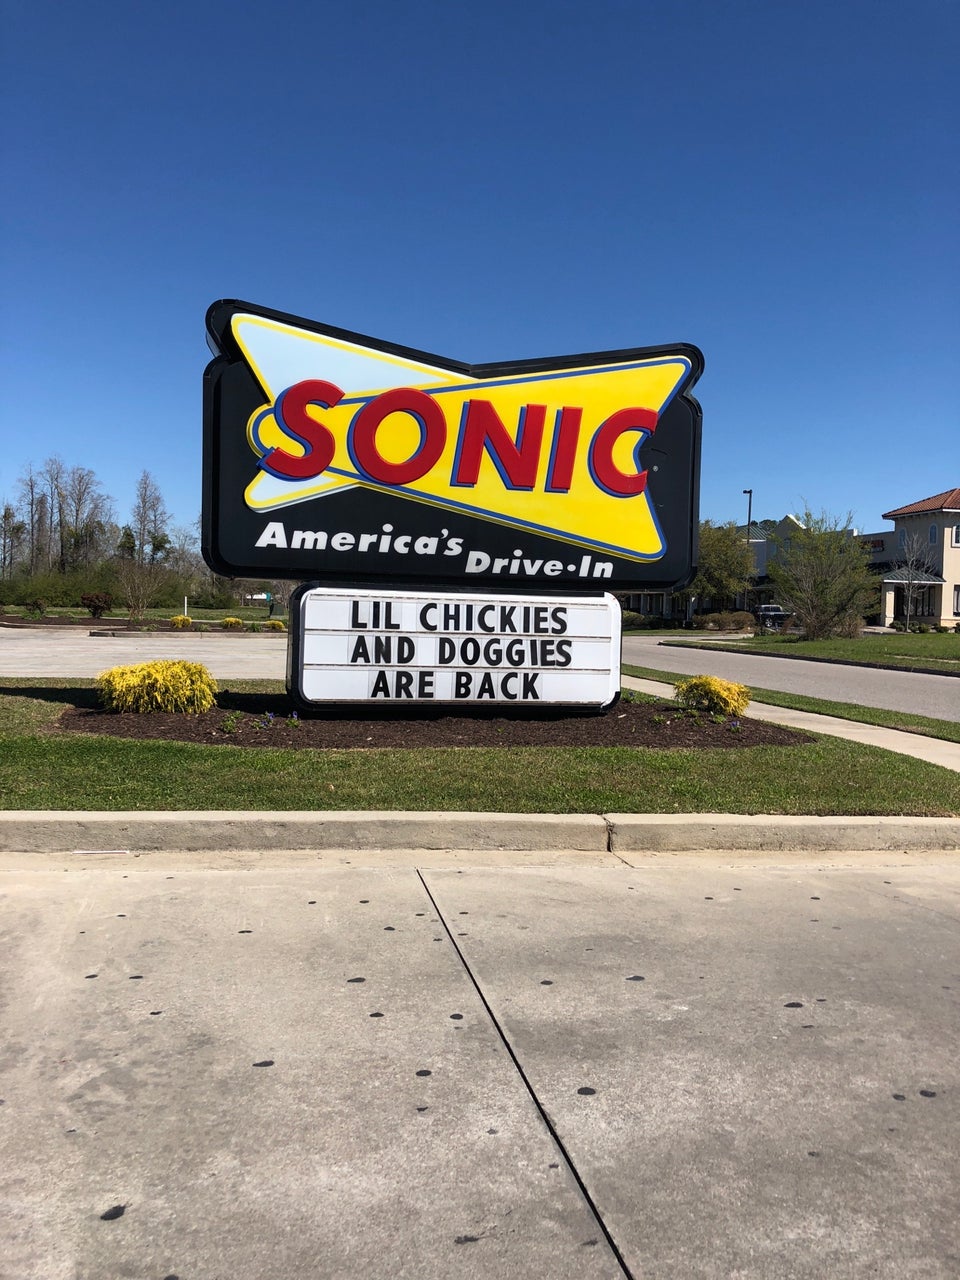 SONIC
America's Drive-In
LIL CHICKIES
AND DOGGIES
ARE BACK